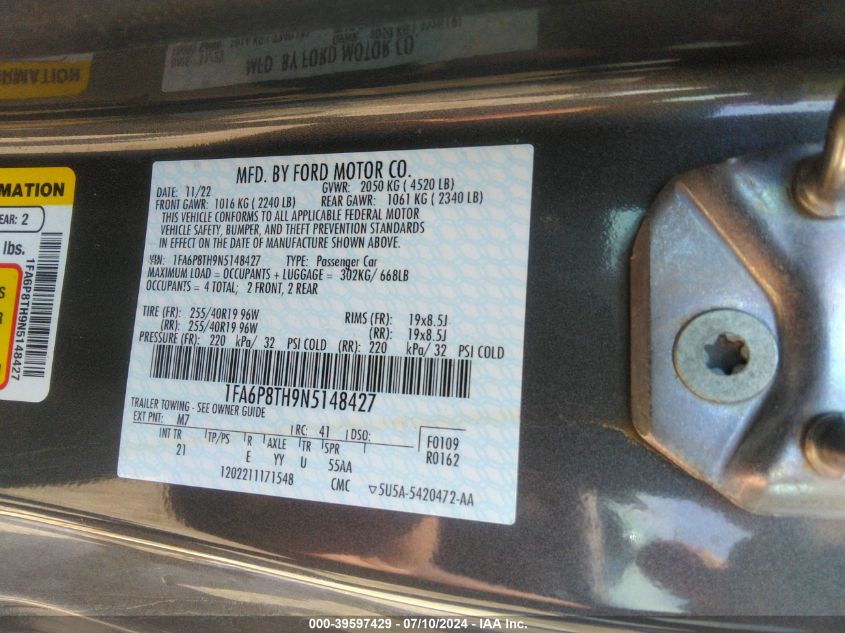 MFD. BY FORD MOTOR CO.
RMATION
MFD. BY FORD MOTOR CO.
DATE: 11/22 GVWR: 2050 KG ( 4520 LB)
FRONT GAWR: 1016 KG ( 2240 LB) REAR GAWR: 1061 KG ( 2340 LB)
THIS VEHICLE CONFORMS TO ALL APPLICABLE FEDERAL MOTOR
VEHICLE SAFETY, BUMPER, AND THEFT PREVENTION STANDARDS
IN EFFECT ON THE DATE OF MANUFACTURE SHOWN ABOVE.
VIN: 1FA6P8TH9N5148427 TYPE: Passenger Car
MAXIMUM LOAD = OCCUPANTS + LUGGAGE = 302KG/ 668LB
OCCUPANTS = 4 TOTAL; 2 FRONT, 2 REAR
TIRE (FR): 255/40R19 96W RIMS (FR): 19x8.5J
(RR): 255/40R19 96W (RR): 19x8.5J
PRESSURE (FR): 220 kPa/ 32 PSI COLD (RR): 220 kPa/ 32 PSI COLD
1FA6P8TH9N5148427
TRAILER TOWING - SEE OWNER GUIDE
EXT PNT: M7 RC: 41 DSO: F0109
INT TR TP/PS R AXLE TR SPR R0162
21 E YY U 55AA
1202211171548 CMC ▽5U5A-5420472-AA
RMATION
EAR: 2
lbs.
S
R
1FA6P8TH9N5148427
000-39597429 - 07/10/2024 - IAA Inc.